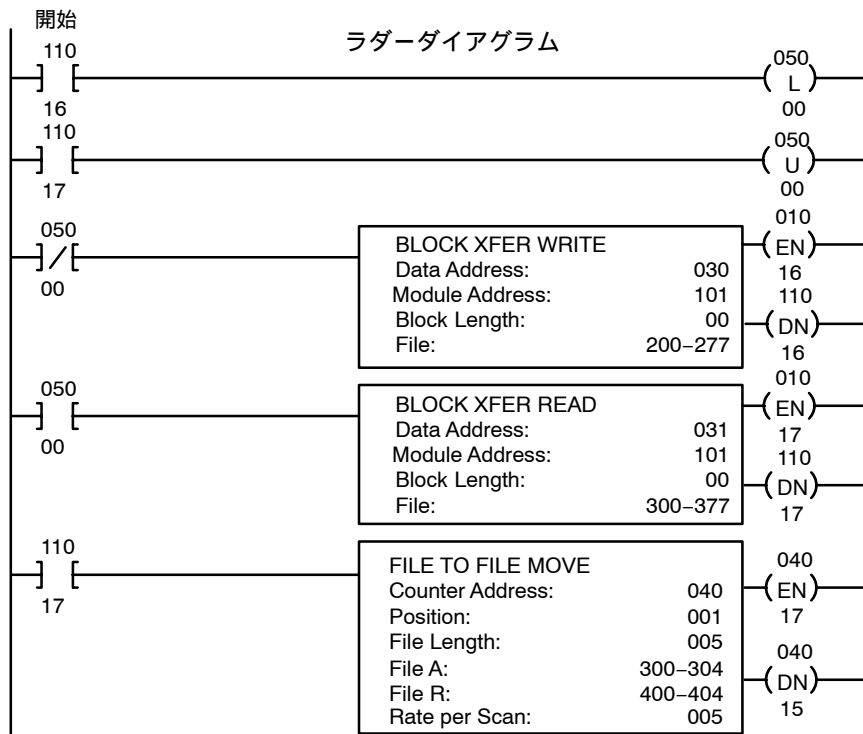 開始
ラダーダイアグラム
110
16
050
L
00
110
17
050
U
00
050
00
BLOCK XFER WRITE
Data Address: 030
Module Address: 101
Block Length: 00
File: 200–277
010
EN
16
110
DN
16
050
00
BLOCK XFER READ
Data Address: 031
Module Address: 101
Block Length: 00
File: 300–377
010
EN
17
110
DN
17
110
17
FILE TO FILE MOVE
Counter Address: 040
Position: 001
File Length: 005
File A: 300–304
File R: 400–404
Rate per Scan: 005
040
EN
17
040
DN
15